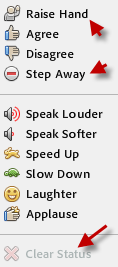 Raise Hand
Agree
Disagree
Step Away
Speak Louder
Speak Softer
Speed Up
Slow Down
Laughter
Applause
Clear Status